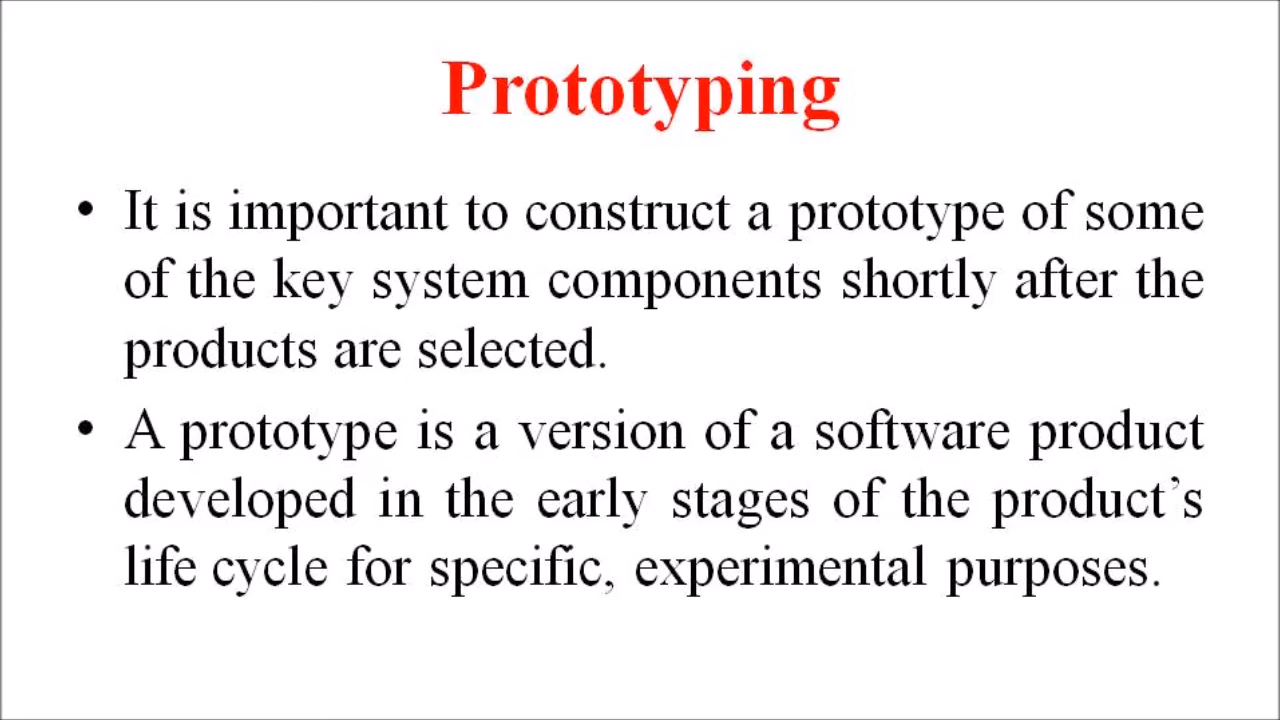 Prototyping
• It is important to construct a prototype of some
of the key system components shortly after the
products are selected.
• A prototype is a version of a software product
developed in the early stages of the product’s
life cycle for specific, experimental purposes.